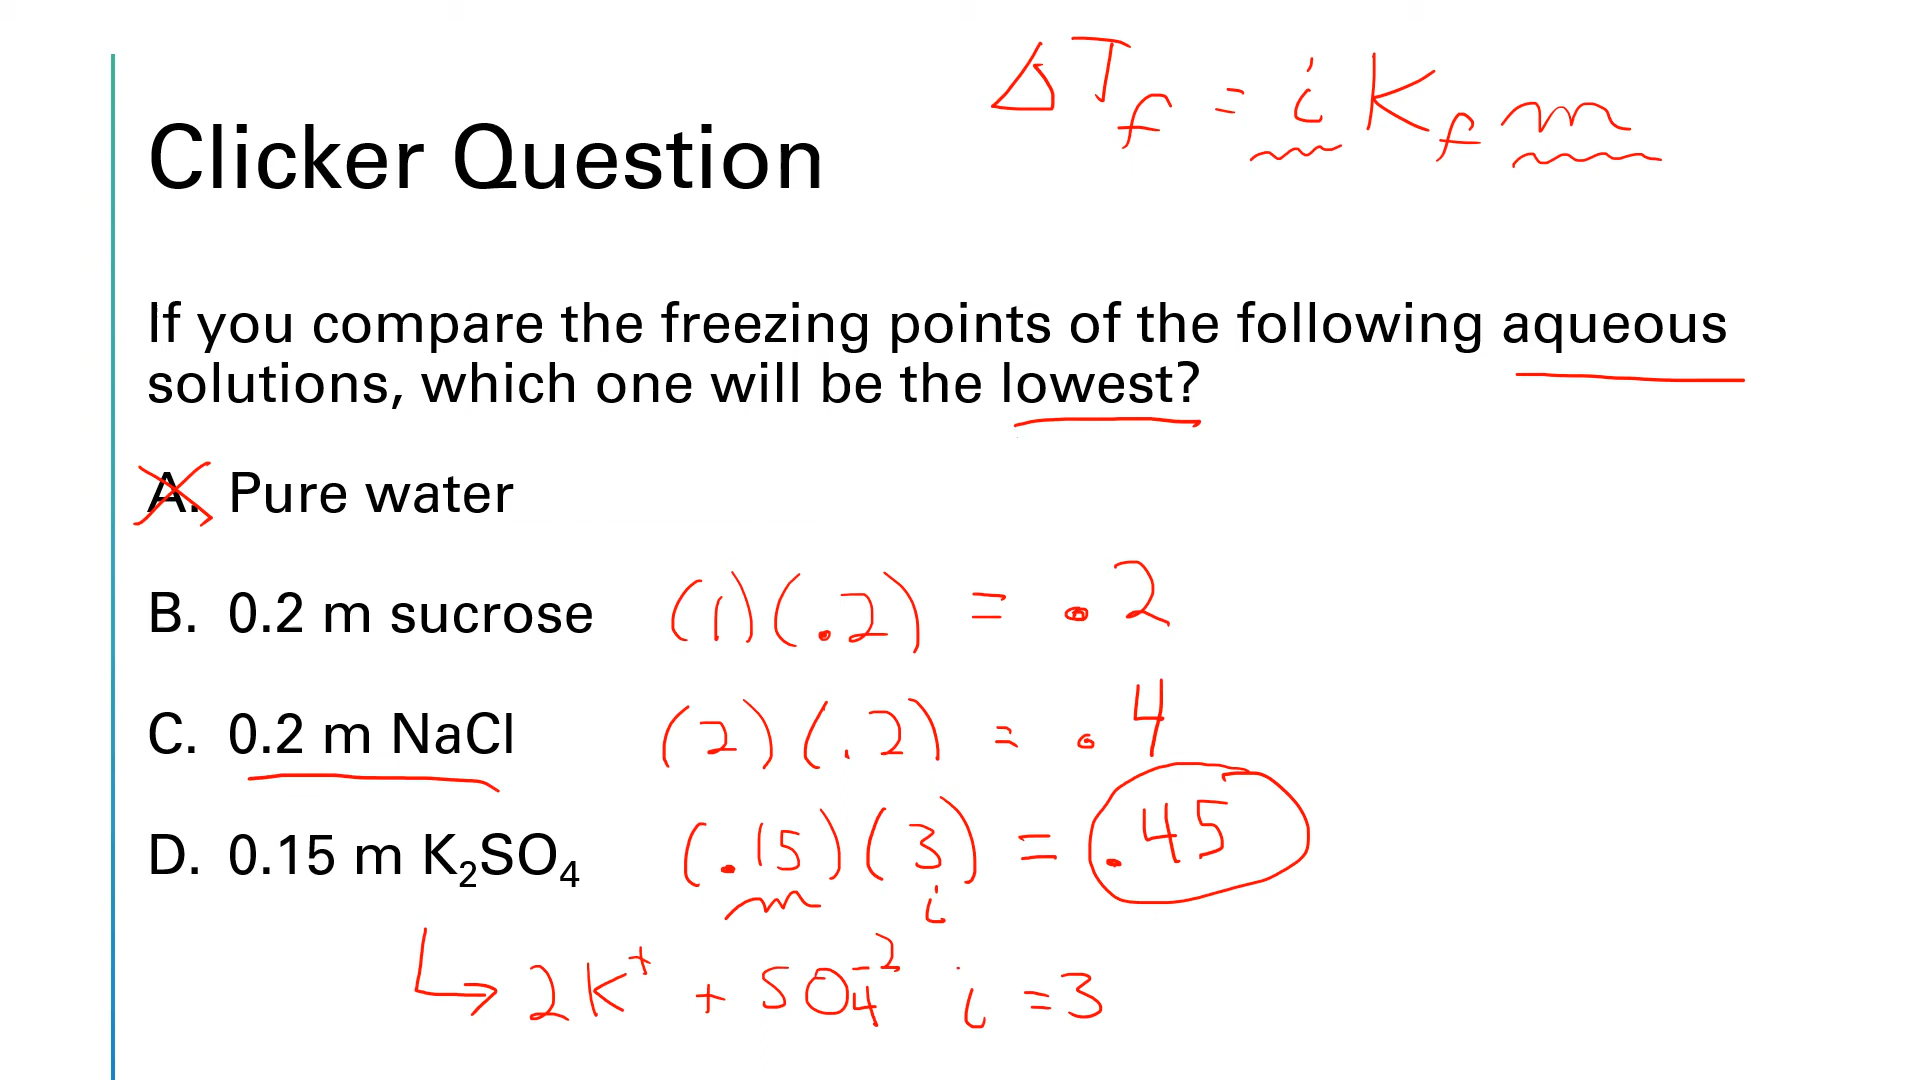 ΔT_f = i K_f m
Clicker Question
If you compare the freezing points of the following aqueous
solutions, which one will be the lowest?
A. Pure water
B. 0.2 m sucrose (1)(.2) = .2
C. 0.2 m NaCl (2)(.2) = .4
D. 0.15 m K₂SO₄ (.15)(3) = .45
m i
↳ 2K⁺ + SO₄⁻² i = 3